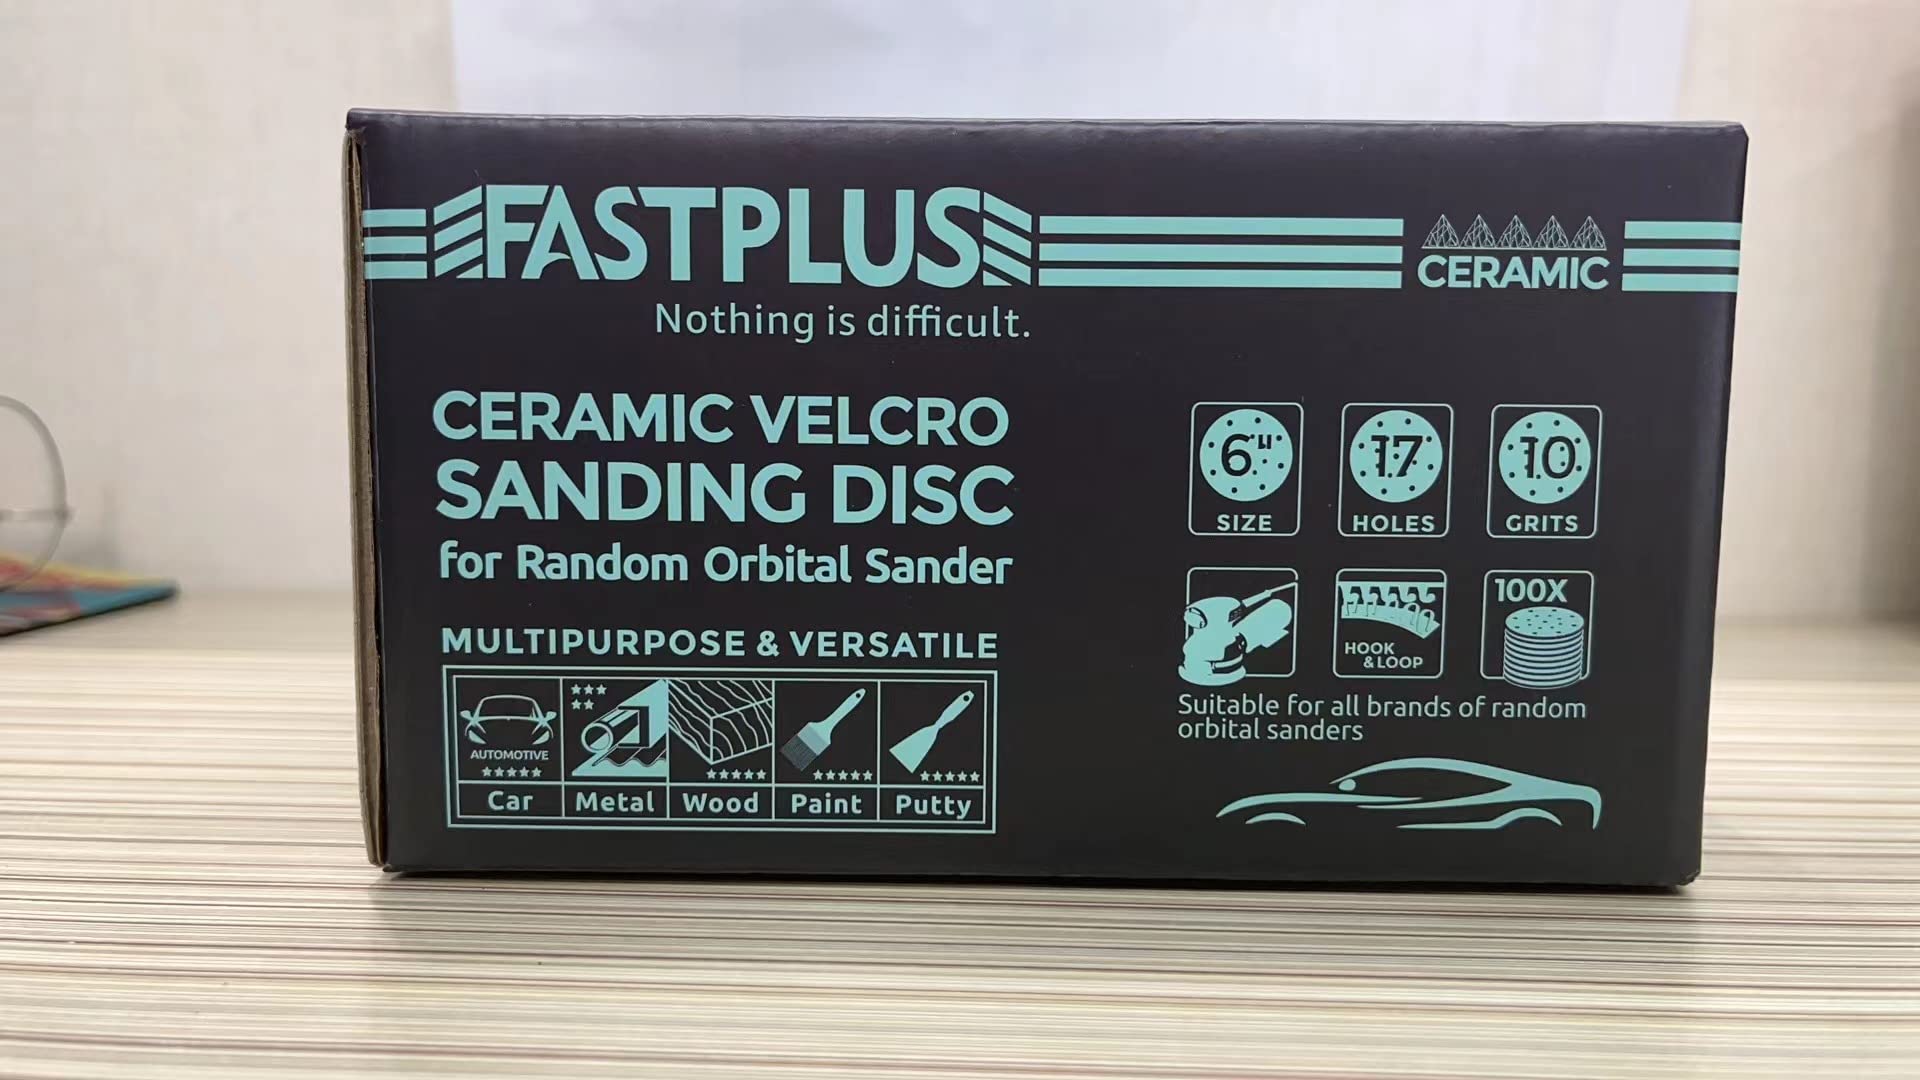 FASTPLUS
CERAMIC
Nothing is difficult.
CERAMIC VELCRO
SANDING DISC
for Random Orbital Sander
MULTIPURPOSE & VERSATILE
AUTOMOTIVE
Car
Metal
Wood
Paint
Putty
6"
SIZE
17
HOLES
10
GRITS
HOOK
& LOOP
100X
Suitable for all brands of random
orbital sanders